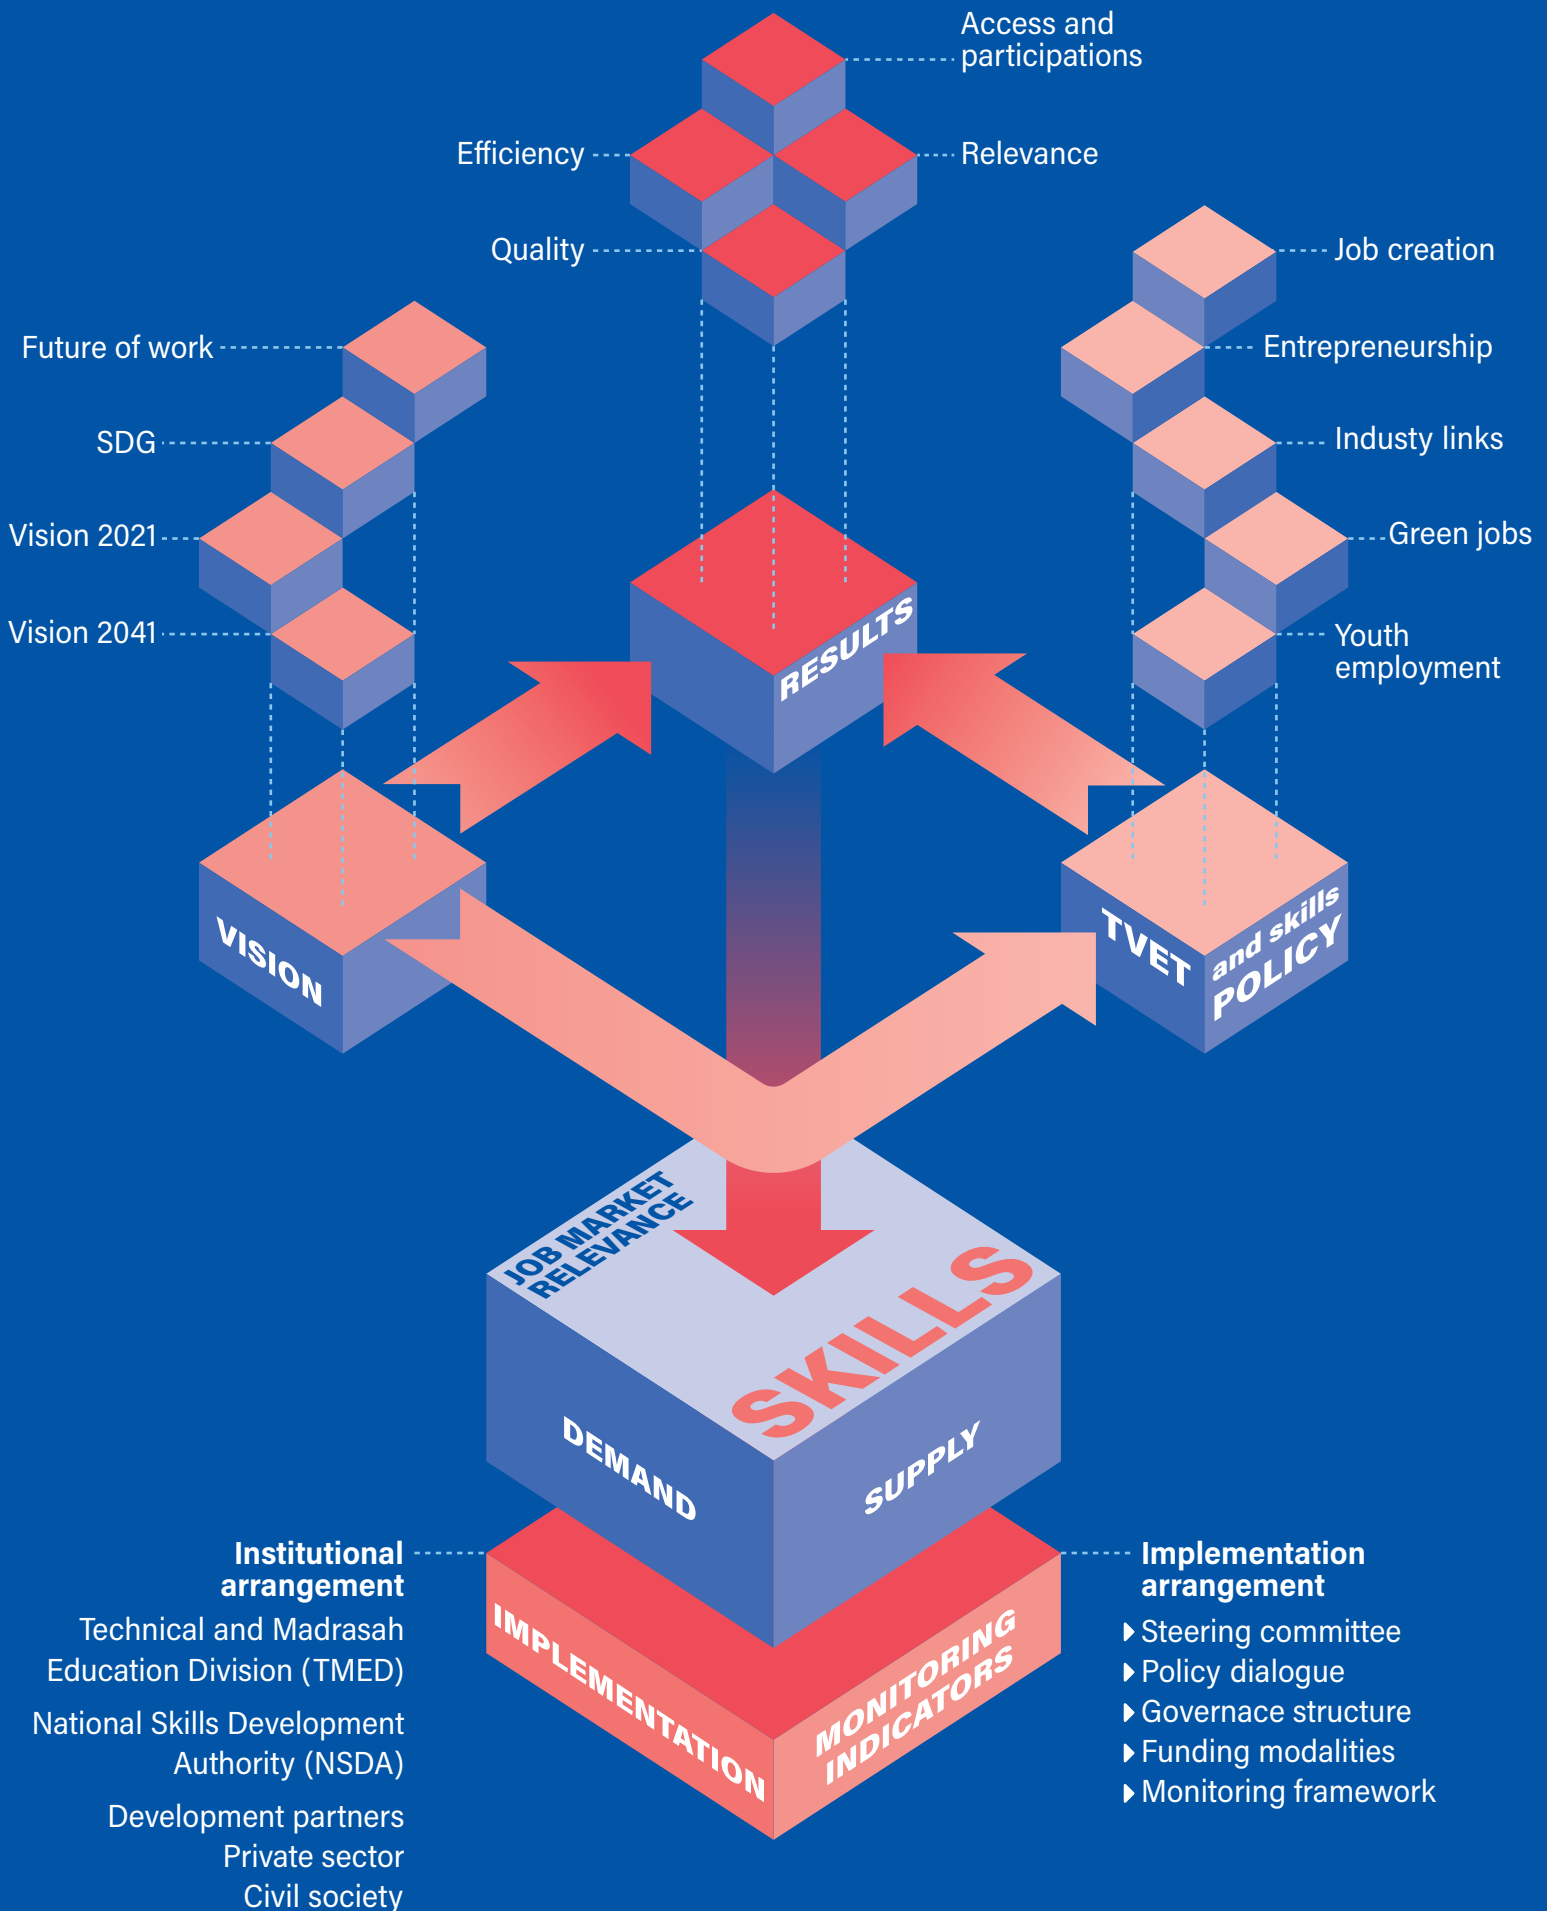 Access and
participations
Efficiency
Relevance
Quality
Job creation
Future of work
Entrepreneurship
SDG
Industy links
Vision 2021
Green jobs
Vision 2041
Youth
employment
RESULTS
VISION
TVET
and skills
POLICY
JOB MARKET
RELEVANCE
SKILLS
DEMAND
SUPPLY
IMPLEMENTATION
MONITORING
INDICATORS
Institutional
arrangement
Technical and Madrasah
Education Division (TMED)
National Skills Development
Authority (NSDA)
Development partners
Private sector
Civil society
Implementation
arrangement
Steering committee
Policy dialogue
Governace structure
Funding modalities
Monitoring framework